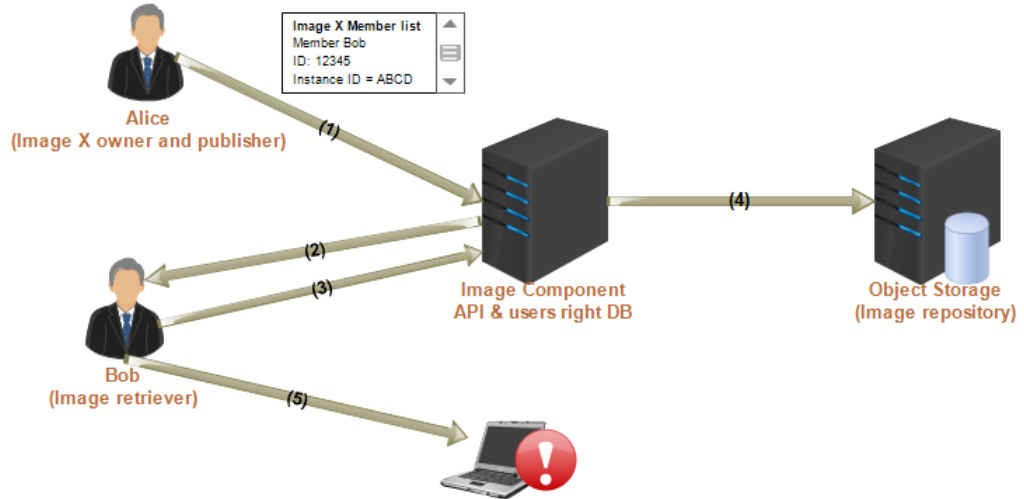 Image X Member list
Member Bob
ID: 12345
Instance ID = ABCD
Alice
(Image X owner and publisher)
(1)
(4)
(2)
(3)
Image Component
API & users right DB
Object Storage
(Image repository)
Bob
(Image retriever)
(5)